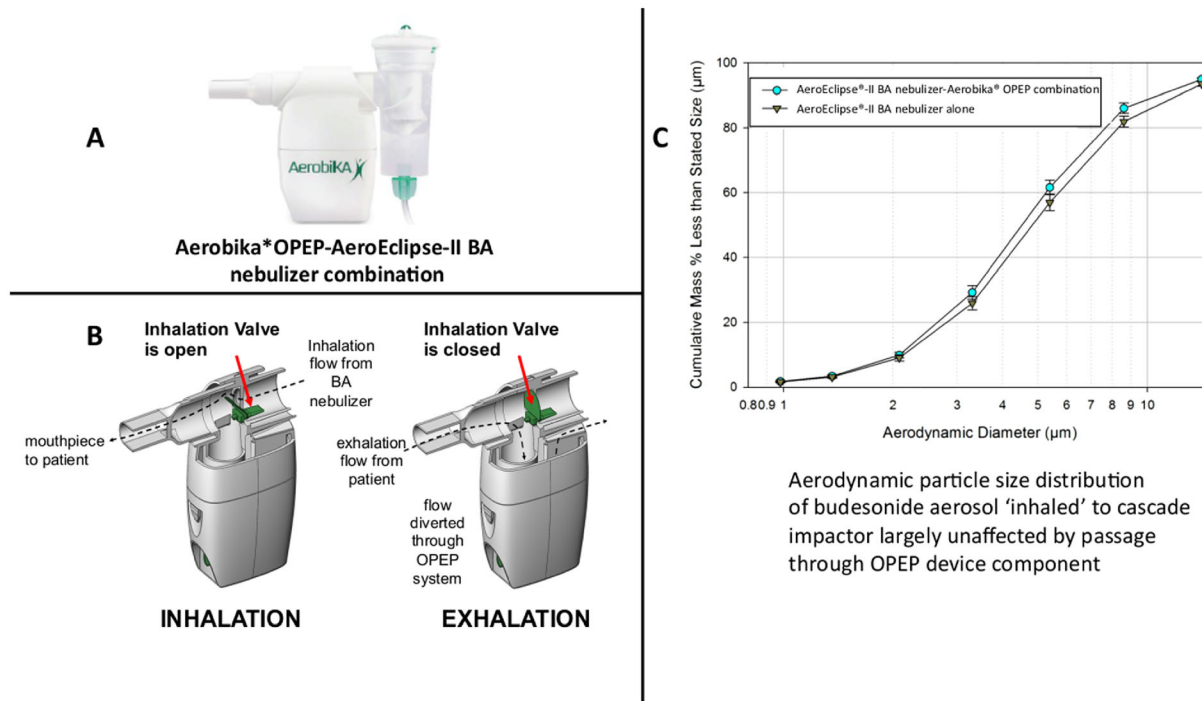 A
AerobiKA
Aerobika*OPEP-AeroEclipse-II BA
nebulizer combination
B
Inhalation Valve
is open
Inhalation
flow from
BA
nebulizer
mouthpiece
to patient
INHALATION
Inhalation Valve
is closed
exhalation
flow from
patient
flow
diverted
through
OPEP
system
EXHALATION
C
Cumulative Mass % Less than Stated Size (µm)
100
80
60
40
20
0
AeroEclipse®-II BA nebulizer-Aerobika® OPEP combination
AeroEclipse®-II BA nebulizer alone
0.8 0.9 1 2 3 4 5 6 7 8 9 10
Aerodynamic Diameter (µm)
Aerodynamic particle size distribution
of budesonide aerosol ‘inhaled’ to cascade
impactor largely unaffected by passage
through OPEP device component